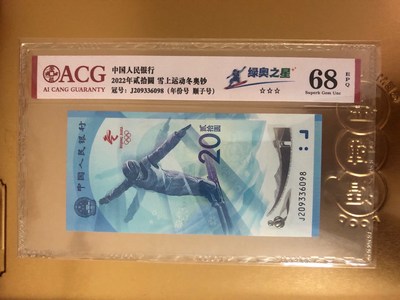 ACG
AI CANG GUARANTY
中国人民银行
2022年贰拾圆 雪上运动冬奥钞
冠号：J209336098（年份号 顺子号）
绿奥之星
☆☆☆
68
EPQ
Superb Gem Unc
中国人民银行
20
贰拾圆
J209336098